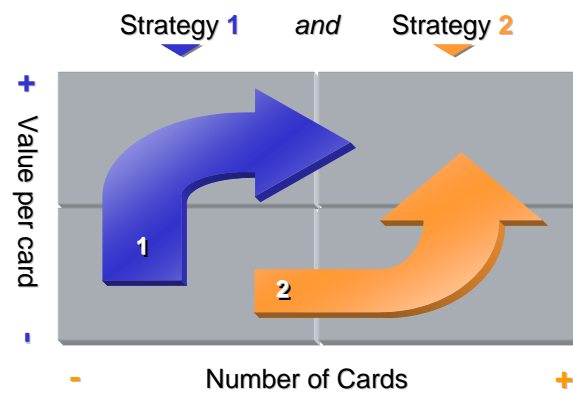 Strategy 1 and Strategy 2
+
Value per card
-
1
2
- +
Number of Cards